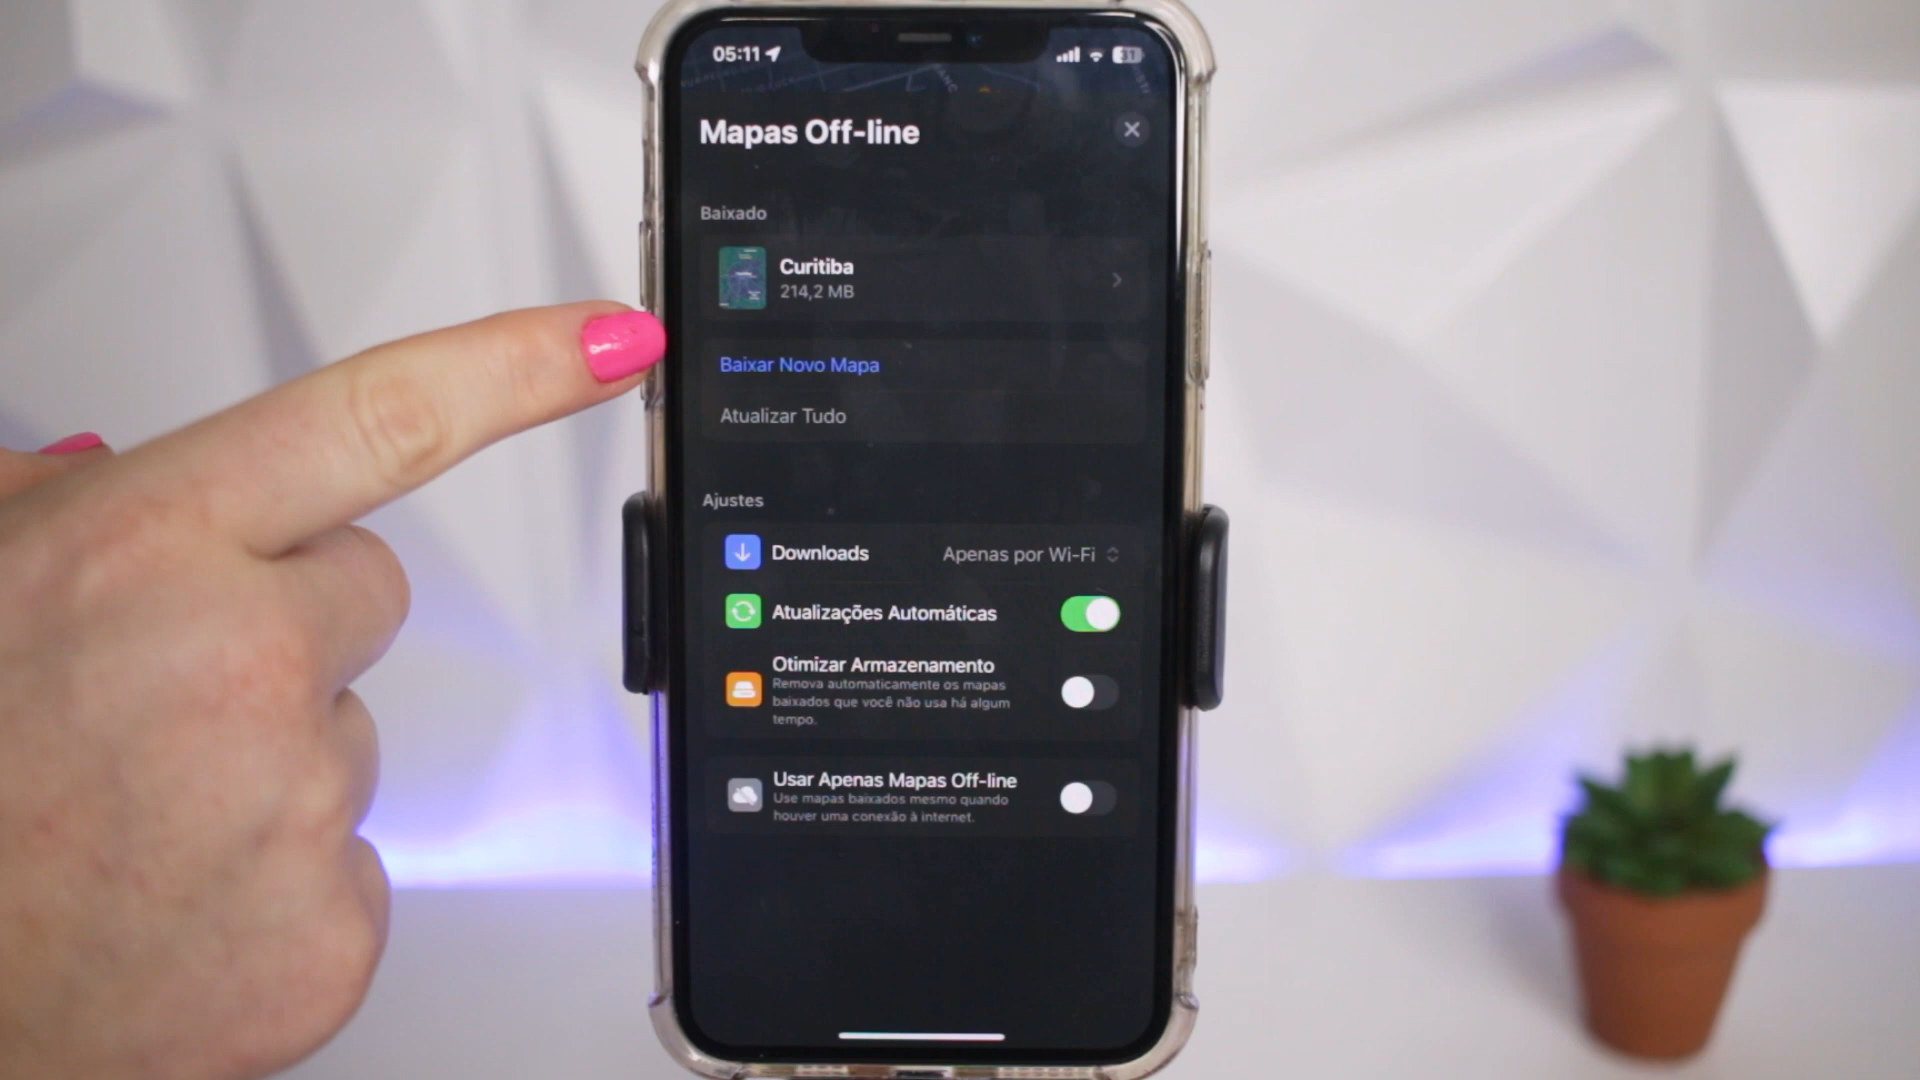 05:11
31
Mapas Off-line
Baixado
Curitiba
214,2 MB
Baixar Novo Mapa
Atualizar Tudo
Ajustes
Downloads
Apenas por Wi-Fi
Atualizações Automáticas
Otimizar Armazenamento
Remova automaticamente os mapas
baixados que você não usa há algum
tempo.
Usar Apenas Mapas Off-line
Use mapas baixados mesmo quando
houver uma conexão à internet.